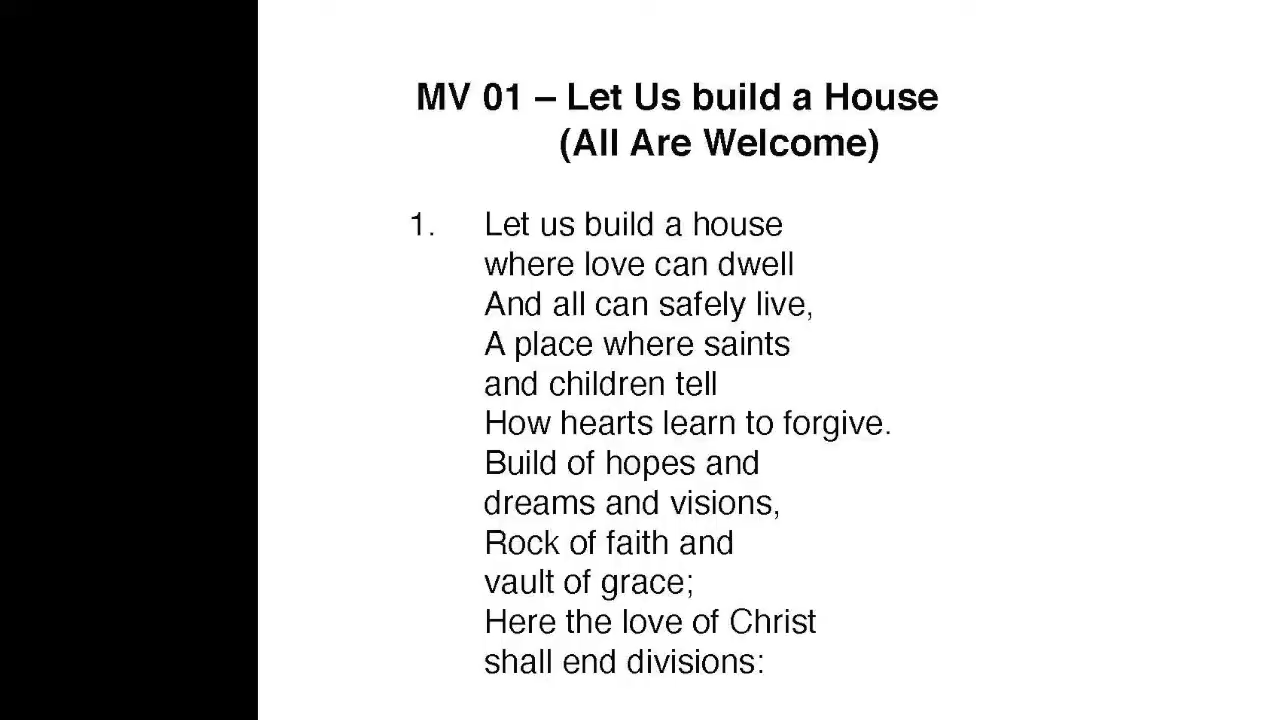 MV 01 – Let Us build a House
(All Are Welcome)
1. Let us build a house
where love can dwell
And all can safely live,
A place where saints
and children tell
How hearts learn to forgive.
Build of hopes and
dreams and visions,
Rock of faith and
vault of grace;
Here the love of Christ
shall end divisions: